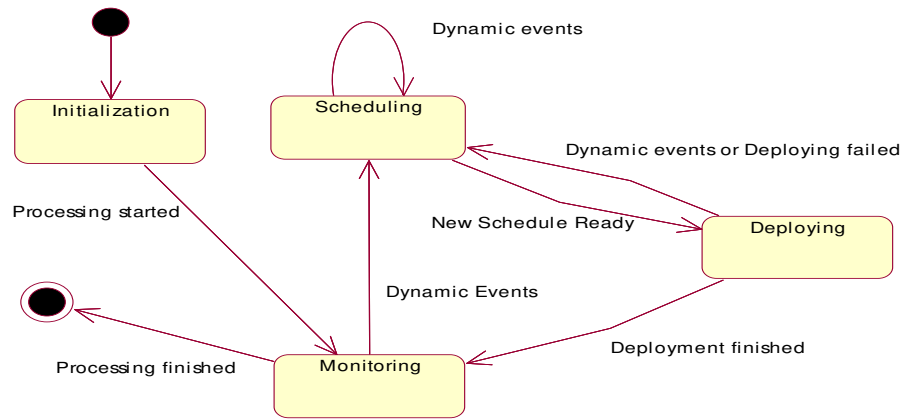 Dynamic events
Initialization
Scheduling
Dynamic events or Deploying failed
Processing started
New Schedule Ready
Deploying
Dynamic Events
Deployment finished
Processing finished
Monitoring